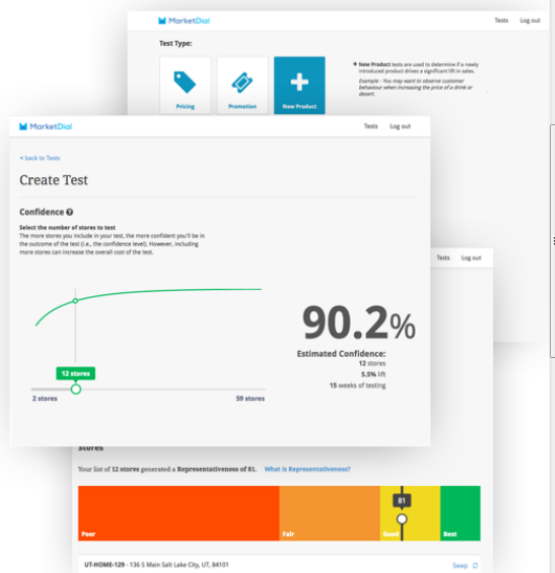 MarketDial
Tests Log out
Test Type:
Pricing
Promotion
New Product
New Product tests are used to determine if a newly
introduced product drives a significant lift in sales.
Example - You may want to observe customer
behaviour when increasing the price of a drink or
desert.
MarketDial
Tests Log out
< back to Tests
Create Test
Confidence
Select the number of stores to test
The more stores you include in your test, the more confident you'll be in
the outcome of the test (i.e., the confidence level). However, including
more stores can increase the overall cost of the test.
90.2%
Estimated Confidence:
12 stores
5.5% lift
15 weeks of testing
12 stores
2 stores
59 stores
Tests Log out
Stores
Your list of 12 stores generated a Representativeness of 81. What is Representativeness?
81
Poor
Fair
Good
Best
UT-HOME-129 - 136 S Main Salt Lake City, UT, 84101
Swap